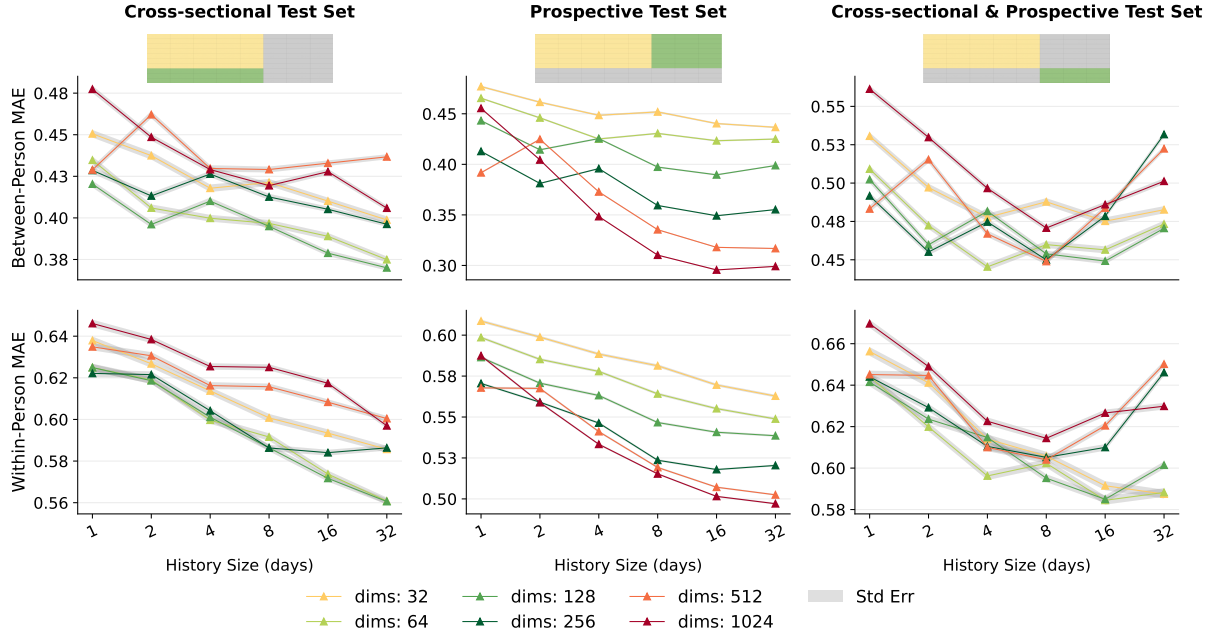 Cross-sectional Test Set
Prospective Test Set
Cross-sectional & Prospective Test Set
Between-Person MAE
0.48
0.45
0.43
0.40
0.38
0.45
0.40
0.35
0.30
0.55
0.53
0.50
0.48
0.45
Within-Person MAE
0.64
0.62
0.60
0.58
0.56
0.60
0.58
0.55
0.53
0.50
0.66
0.64
0.62
0.60
0.58
1 2 4 8 16 32
1 2 4 8 16 32
1 2 4 8 16 32
History Size (days)
History Size (days)
History Size (days)
dims: 32
dims: 64
dims: 128
dims: 256
dims: 512
dims: 1024
Std Err